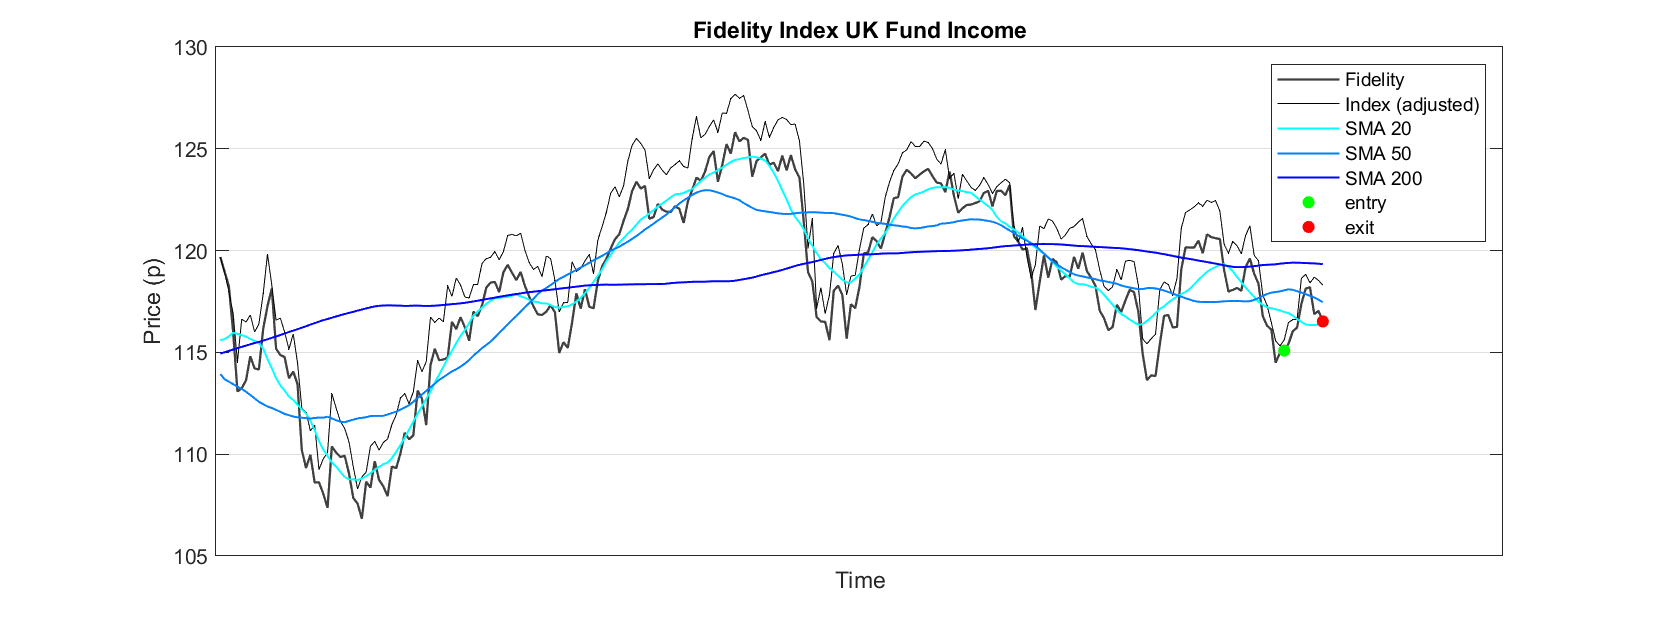 Fidelity Index UK Fund Income
130
125
120
115
110
105
Price (p)
Time
Fidelity
Index (adjusted)
SMA 20
SMA 50
SMA 200
entry
exit